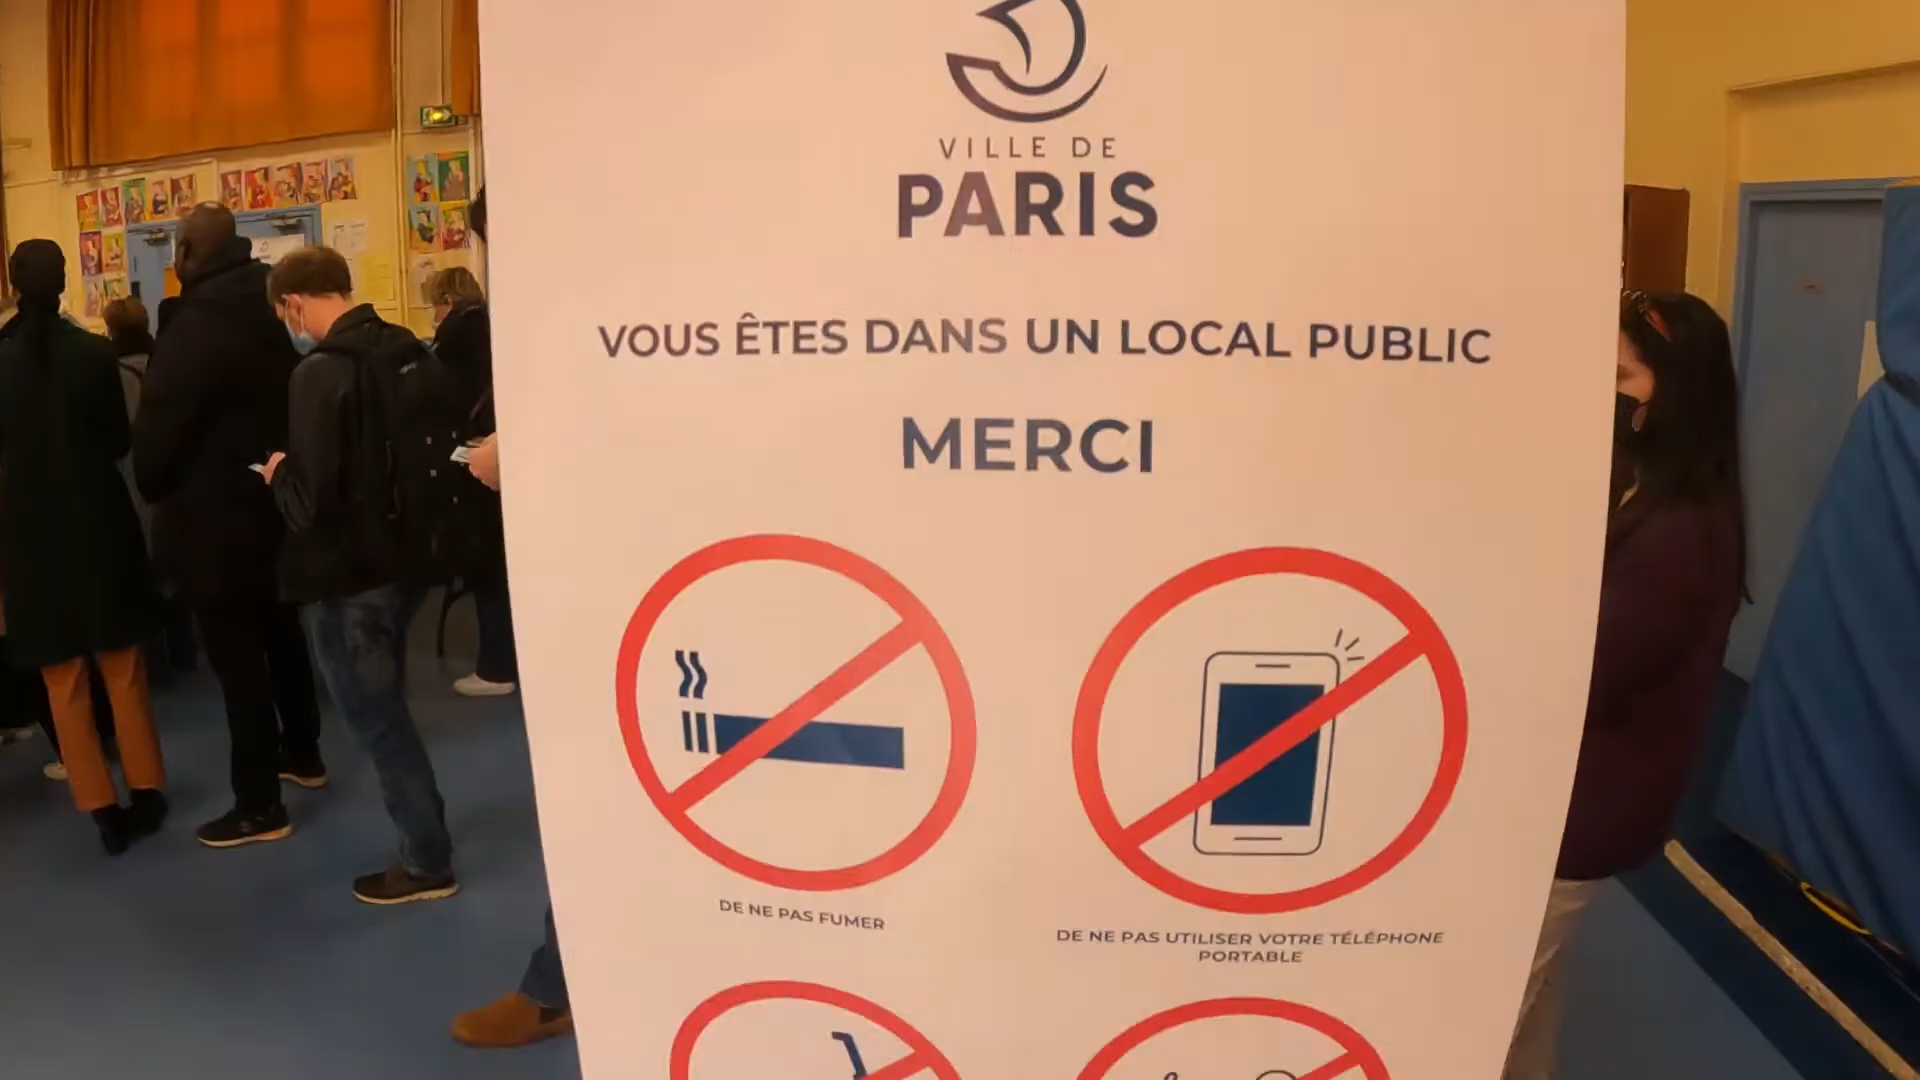 VILLE DE
PARIS
VOUS ÊTES DANS UN LOCAL PUBLIC
MERCI
DE NE PAS FUMER
DE NE PAS UTILISER VOTRE TÉLÉPHONE
PORTABLE